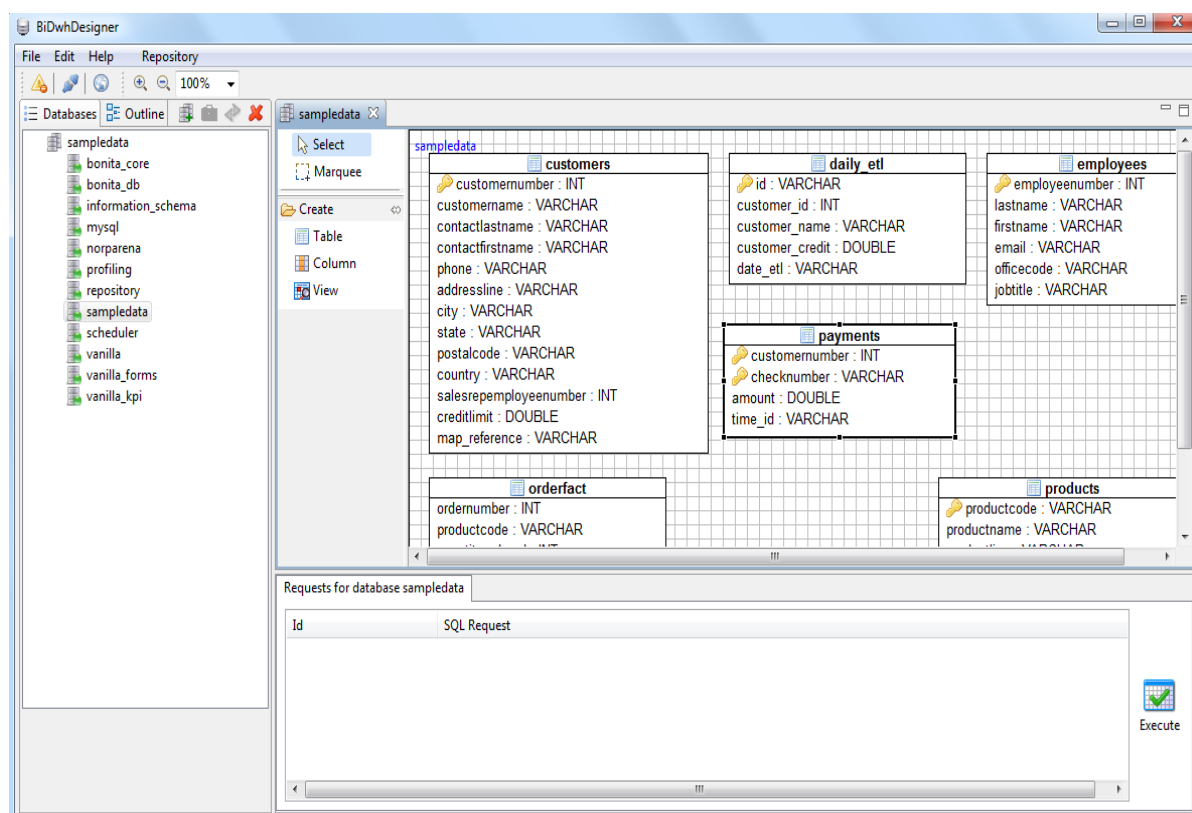 BiDwhDesigner
File Edit Help Repository
100%
Databases Outline
sampledata
bonita_core
bonita_db
information_schema
mysql
norparena
profiling
repository
sampledata
scheduler
vanilla
vanilla_forms
vanilla_kpi
sampledata
Select
Marquee
Create
Table
Column
View
sampledata
customers
customernumber : INT
customername : VARCHAR
contactlastname : VARCHAR
contactfirstname : VARCHAR
phone : VARCHAR
addressline : VARCHAR
city : VARCHAR
state : VARCHAR
postalcode : VARCHAR
country : VARCHAR
salesrepemployeenumber : INT
creditlimit : DOUBLE
map_reference : VARCHAR
daily_etl
id : VARCHAR
customer_id : INT
customer_name : VARCHAR
customer_credit : DOUBLE
date_etl : VARCHAR
employees
employeenumber : INT
lastname : VARCHAR
firstname : VARCHAR
email : VARCHAR
officecode : VARCHAR
jobtitle : VARCHAR
payments
customernumber : INT
checknumber : VARCHAR
amount : DOUBLE
time_id : VARCHAR
orderfact
ordernumber : INT
productcode : VARCHAR
products
productcode : VARCHAR
productname : VARCHAR
Requests for database sampledata
Id SQL Request
Execute